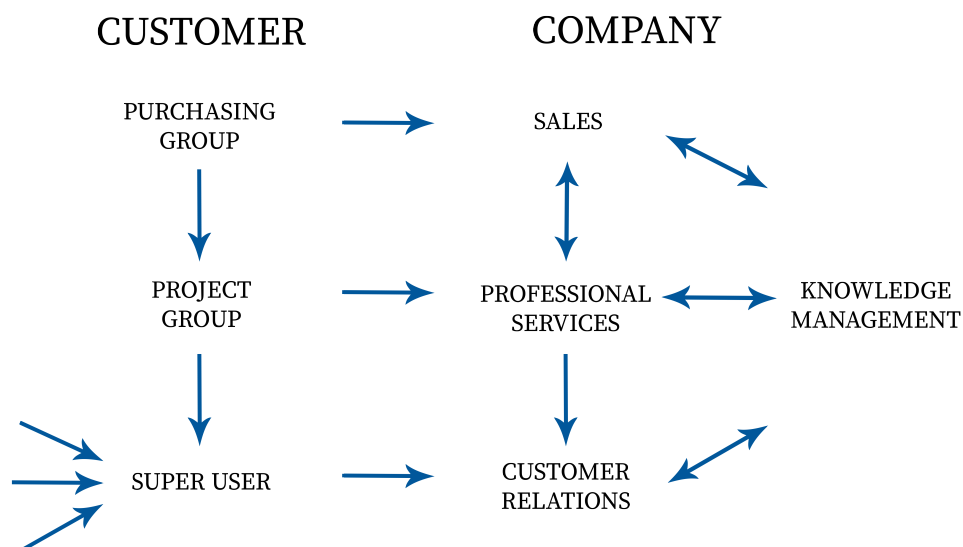 CUSTOMER
COMPANY
PURCHASING
GROUP
SALES
PROJECT
GROUP
PROFESSIONAL
SERVICES
KNOWLEDGE
MANAGEMENT
SUPER USER
CUSTOMER
RELATIONS